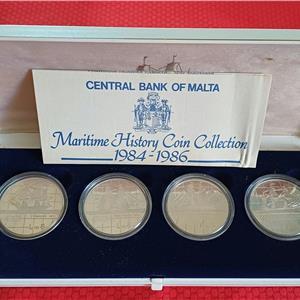 CENTRAL BANK OF MALTA
Maritime History Coin Collection
1984-1986